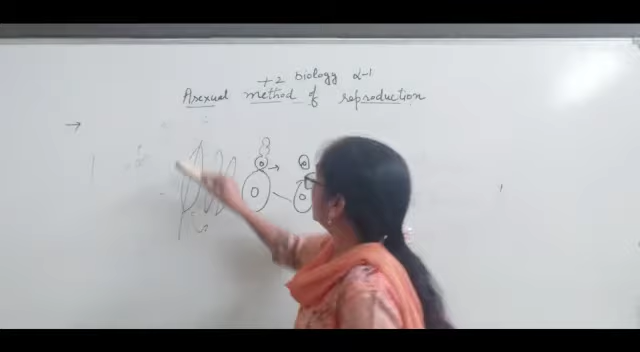 +2 Biology d-1
Asexual method of reproduction